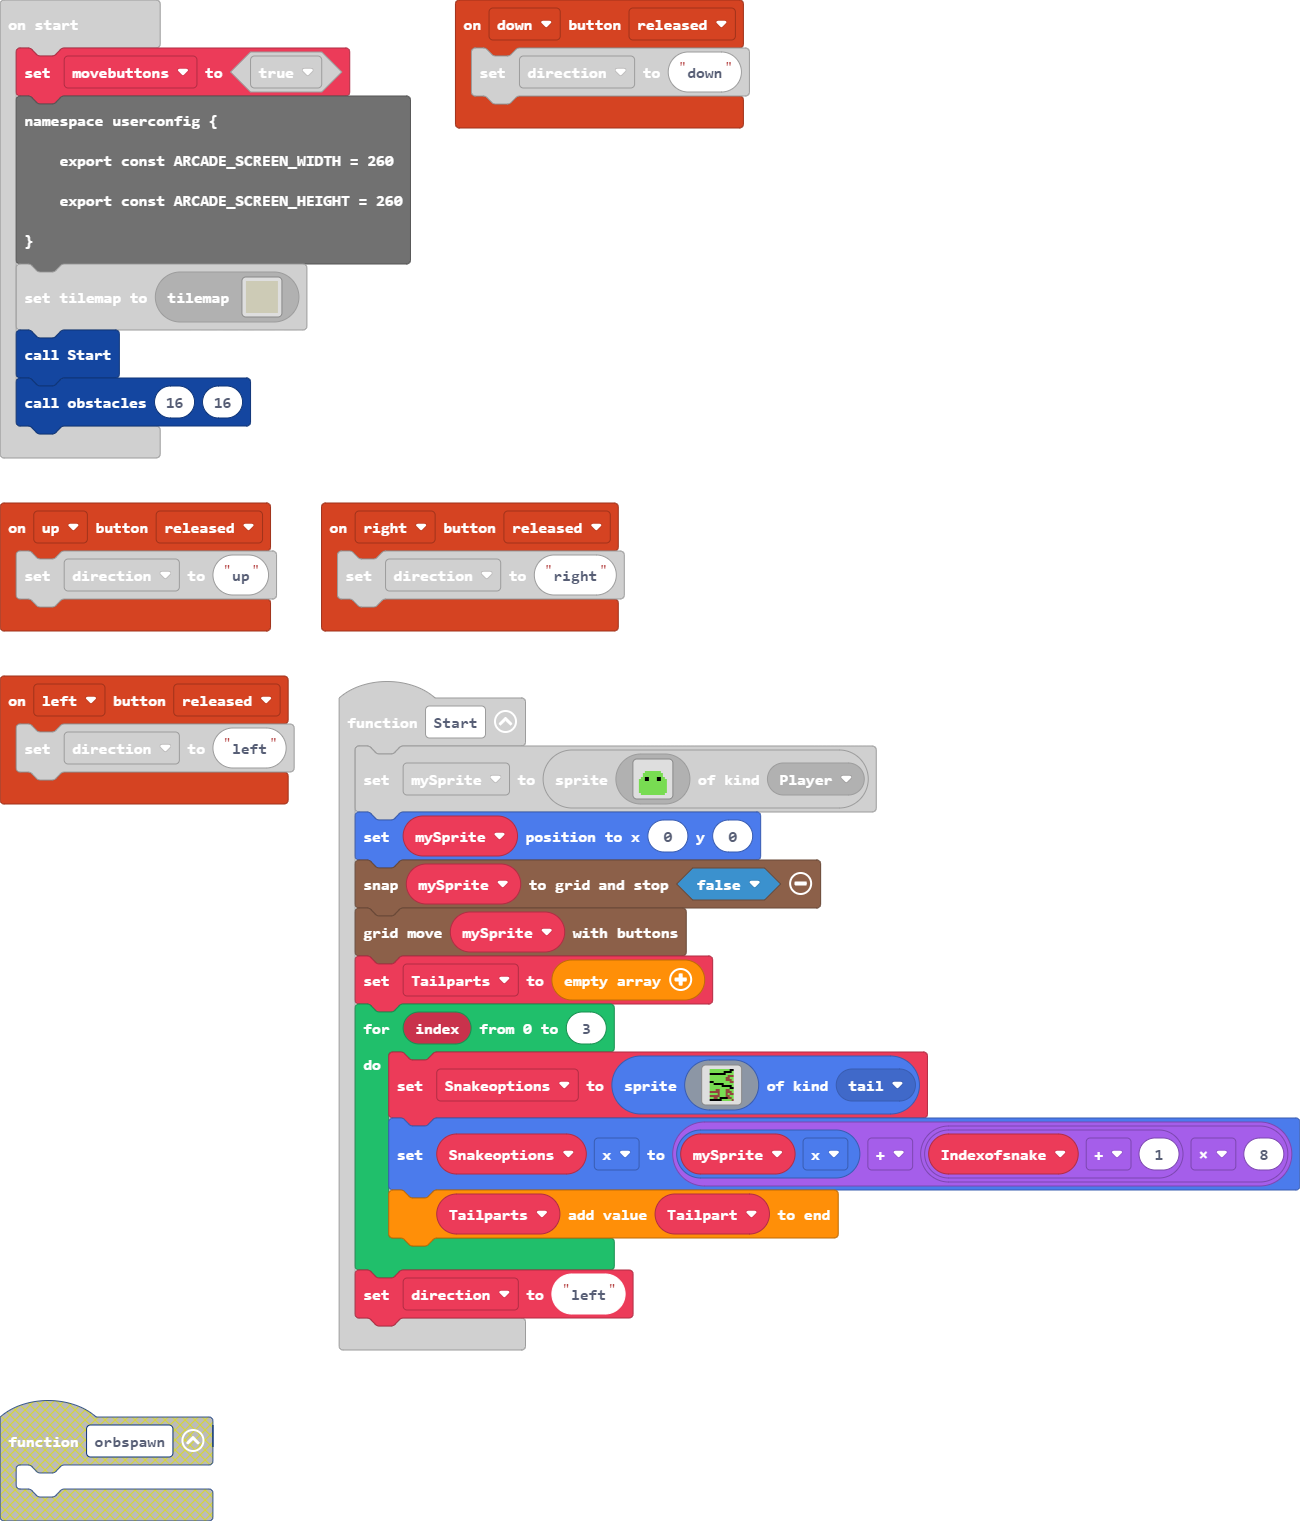 on start
set movebuttons to true
namespace userconfig {
export const ARCADE_SCREEN_WIDTH = 260
export const ARCADE_SCREEN_HEIGHT = 260
}
set tilemap to tilemap
call Start
call obstacles 16 16
on down button released
set direction to "down"
on up button released
set direction to "up"
on right button released
set direction to "right"
on left button released
set direction to "left"
function Start
set mySprite to sprite of kind Player
set mySprite position to x 0 y 0
snap mySprite to grid and stop false
grid move mySprite with buttons
set Tailparts to empty array
for index from 0 to 3
do
set Snakeoptions to sprite of kind tail
set Snakeoptions x to mySprite x + Indexofsnake + 1 × 8
Tailparts add value Tailpart to end
set direction to "left"
function orbspawn